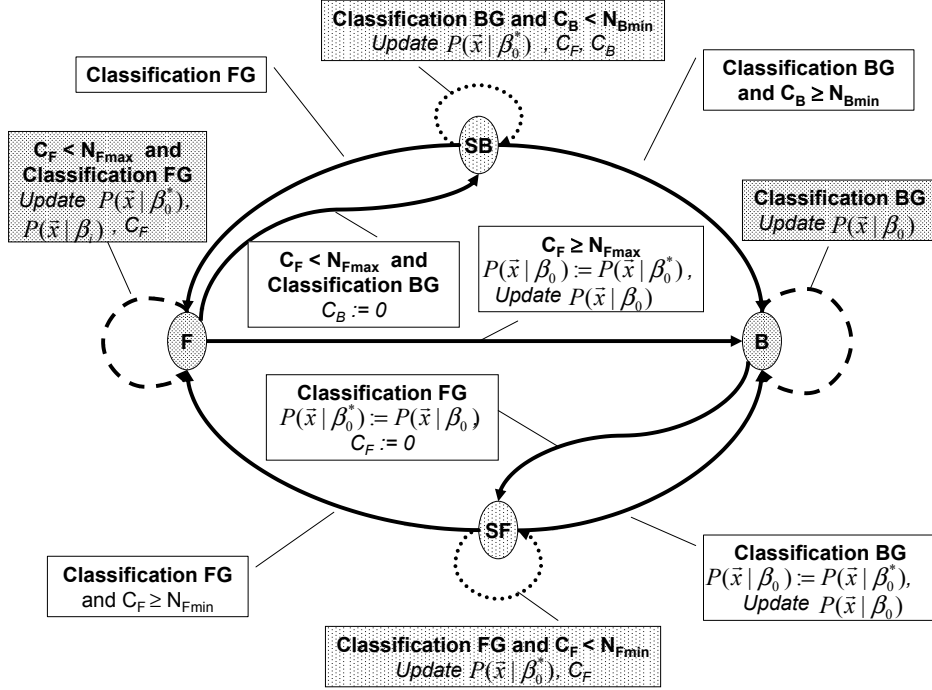 Classification BG and C_B < N_Bmin
Update P(x⃗ | β₀*) , C_F, C_B
Classification FG
Classification BG
and C_B ≥ N_Bmin
SB
C_F < N_Fmax and
Classification FG
Update P(x⃗ | β₀*),
P(x⃗ | βᵢ) , C_F
Classification BG
Update P(x⃗ | β₀)
C_F < N_Fmax and
Classification BG
C_B := 0
C_F ≥ N_Fmax
P(x⃗ | β₀) := P(x⃗ | β₀*) ,
Update P(x⃗ | β₀)
F
B
Classification FG
P(x⃗ | β₀*) := P(x⃗ | β₀),
C_F := 0
SF
Classification FG
and C_F ≥ N_Fmin
Classification BG
P(x⃗ | β₀) := P(x⃗ | β₀*),
Update P(x⃗ | β₀)
Classification FG and C_F < N_Fmin
Update P(x⃗ | β₀*), C_F